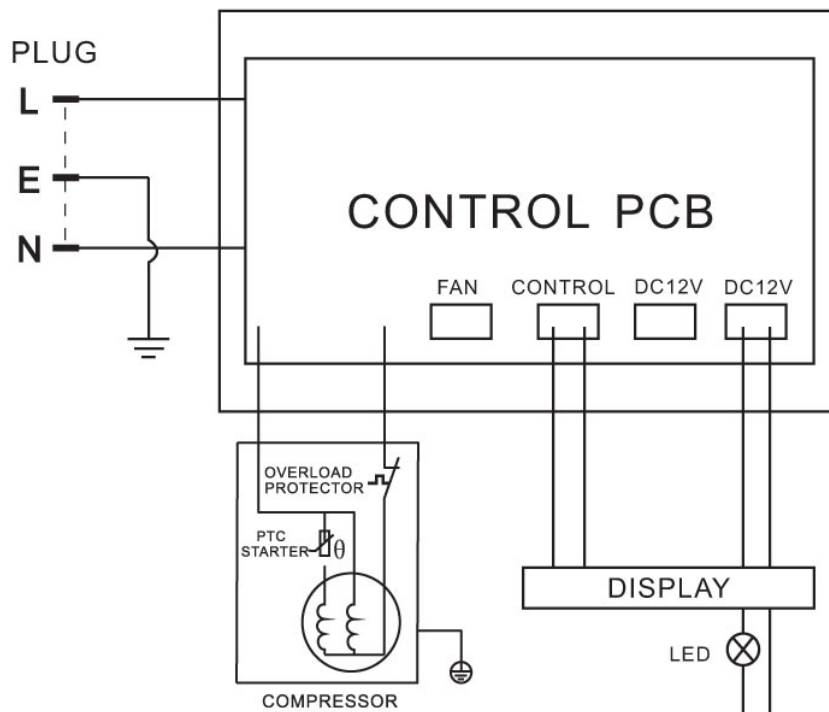 PLUG
L
E
N
CONTROL PCB
FAN
CONTROL
DC12V
DC12V
OVERLOAD
PROTECTOR
PTC
STARTER
θ
DISPLAY
LED
COMPRESSOR